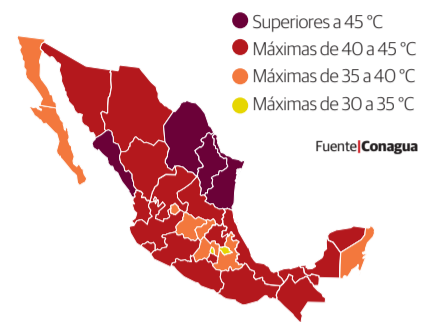 Superiores a 45 °C
Máximas de 40 a 45 °C
Máximas de 35 a 40 °C
Máximas de 30 a 35 °C
Fuente|Conagua